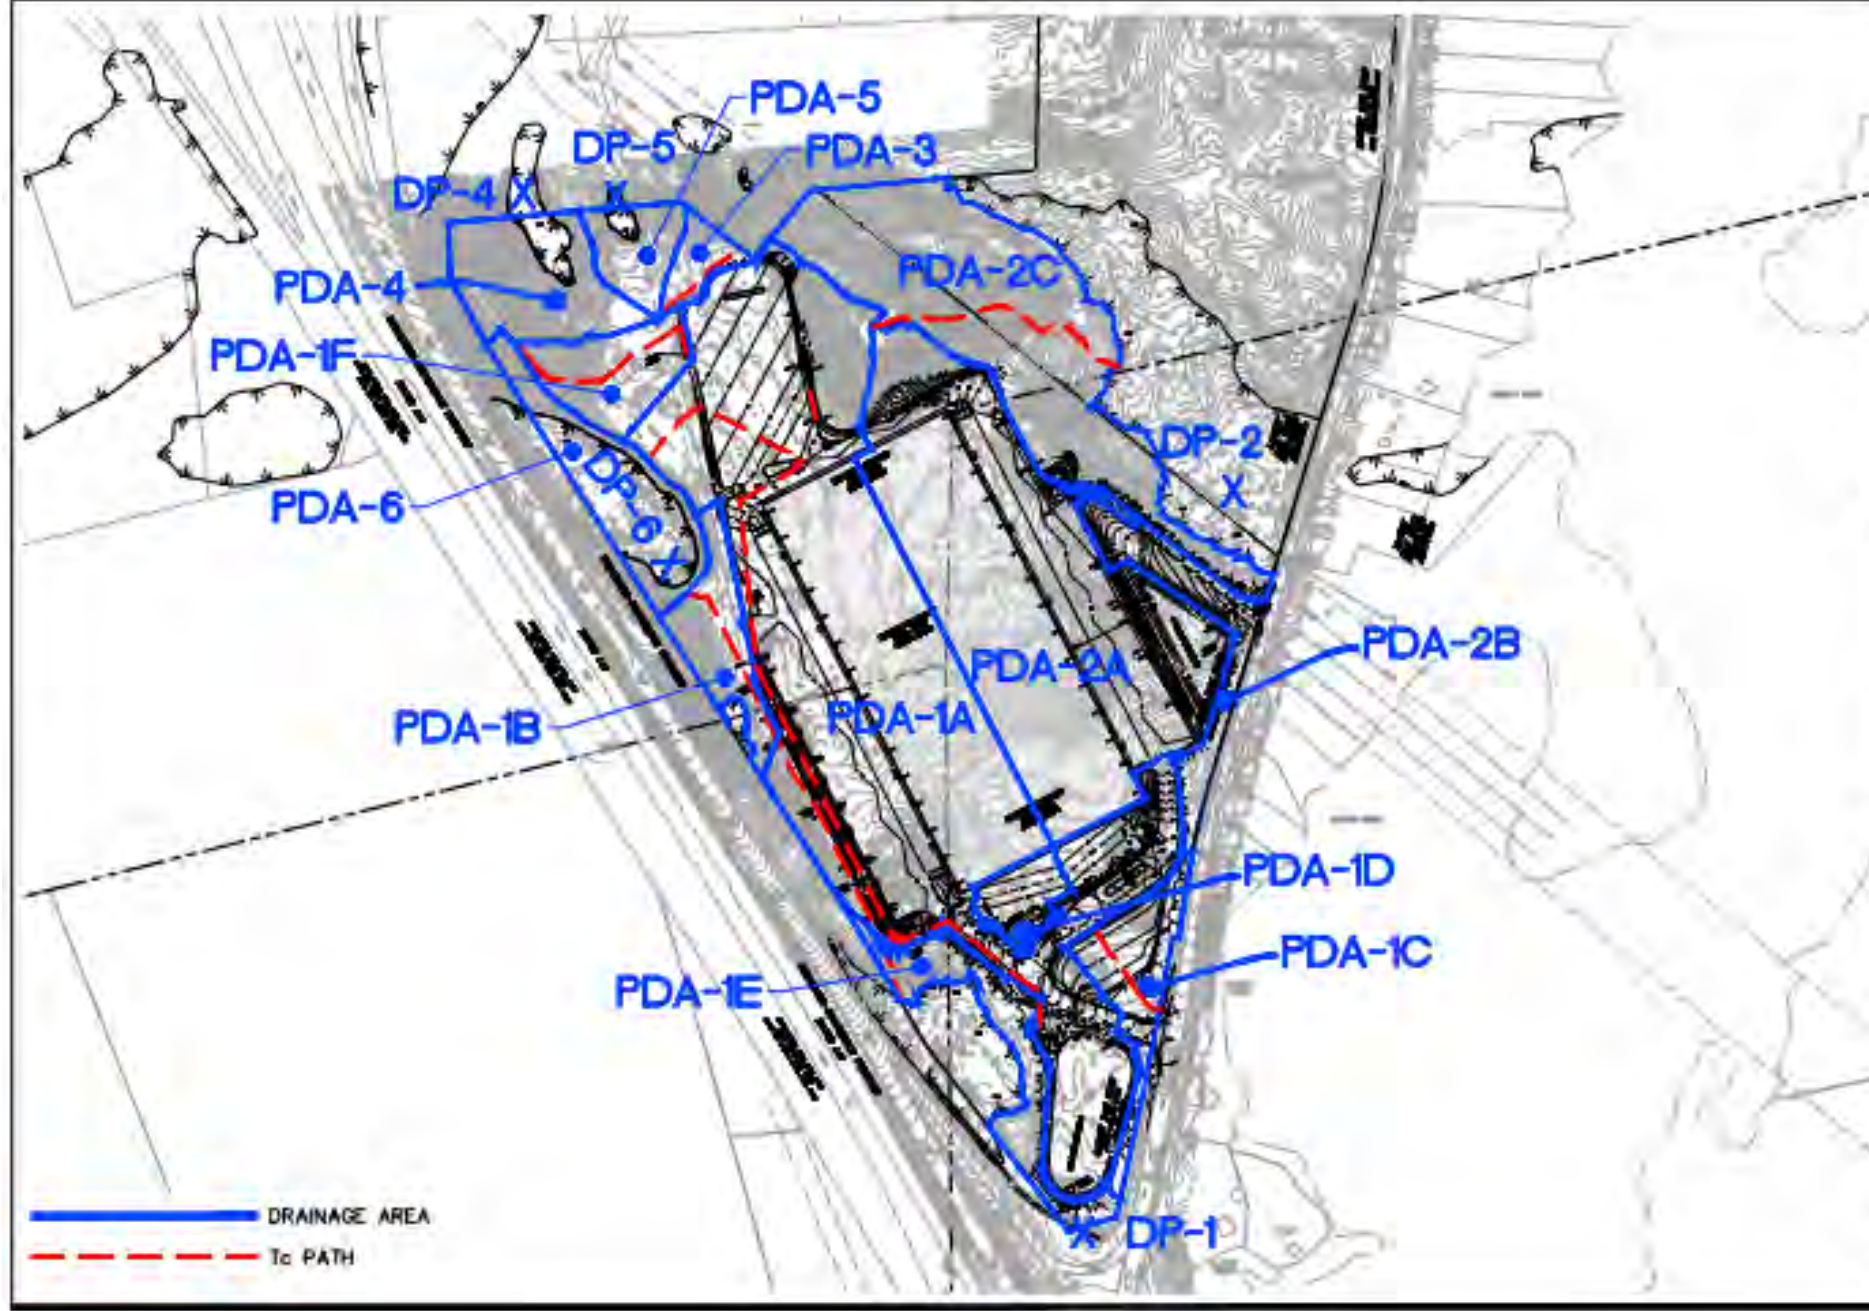 PDA-5
DP-5
PDA-3
DP-4 X
X
PDA-2C
PDA-4
PDA-1F
DP-2
X
PDA-6
DP-6 X
PDA-2B
PDA-2A
PDA-1A
PDA-1B
PDA-1D
PDA-1C
PDA-1E
X DP-1
DRAINAGE AREA
Tc PATH